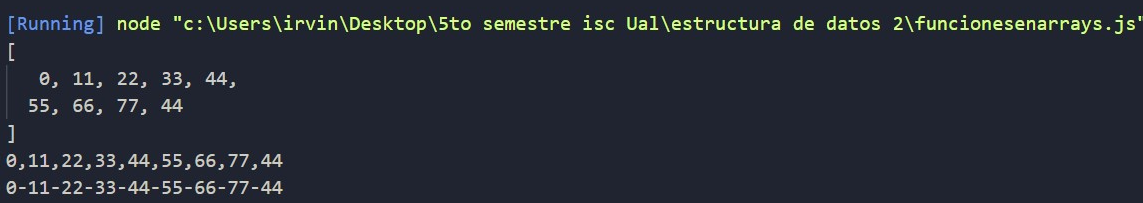 [Running] node "c:\Users\irvin\Desktop\5to semestre isc Ual\estructura de datos 2\funcionesenarrays.js"
[
   0, 11, 22, 33, 44,
  55, 66, 77, 44
]
0,11,22,33,44,55,66,77,44
0-11-22-33-44-55-66-77-44